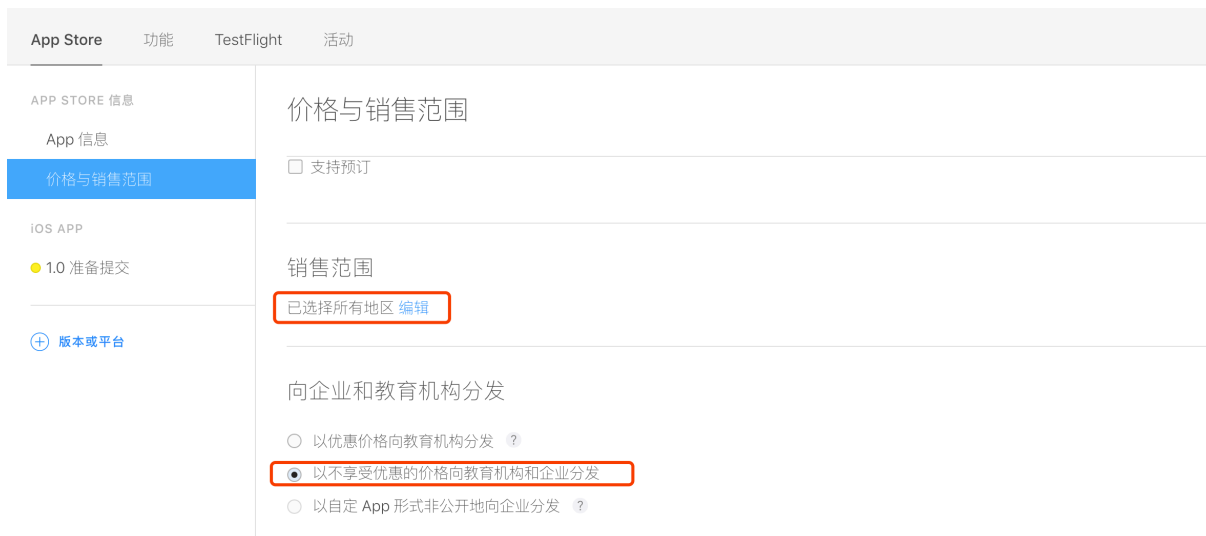 App Store 功能 TestFlight 活动
APP STORE 信息
App 信息
价格与销售范围
iOS APP
1.0 准备提交
版本或平台
价格与销售范围
支持预订
销售范围
已选择所有地区 编辑
向企业和教育机构分发
以优惠价格向教育机构分发 ?
以不享受优惠的价格向教育机构和企业分发
以自定 App 形式非公开地向企业分发 ?